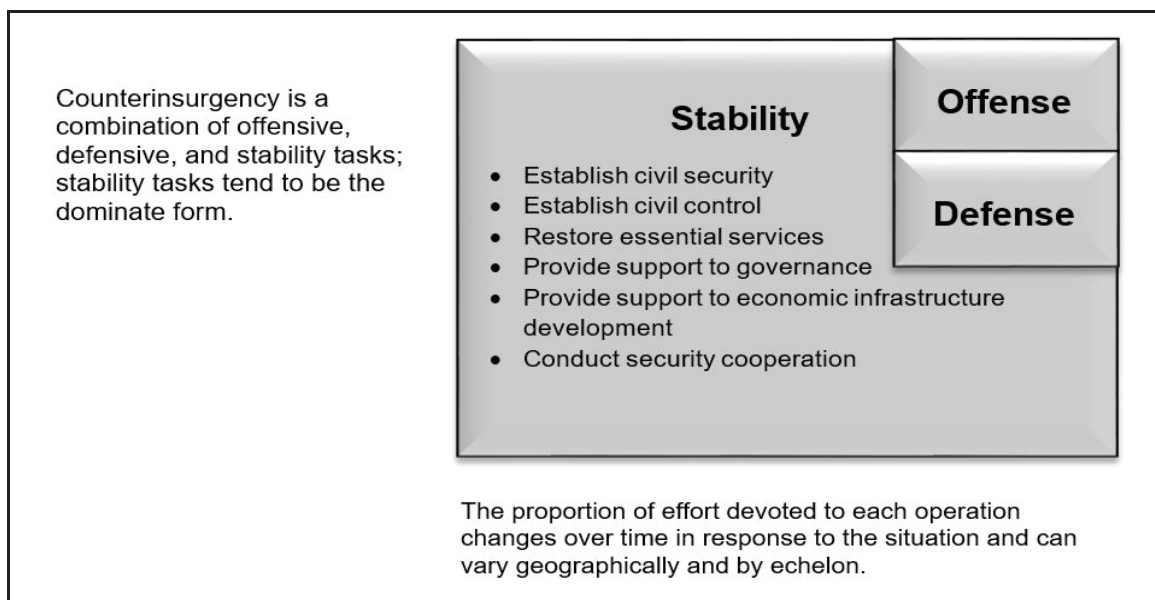 Counterinsurgency is a
combination of offensive,
defensive, and stability tasks;
stability tasks tend to be the
dominate form.
Stability
• Establish civil security
• Establish civil control
• Restore essential services
• Provide support to governance
• Provide support to economic infrastructure
development
• Conduct security cooperation
Offense
Defense
The proportion of effort devoted to each operation
changes over time in response to the situation and can
vary geographically and by echelon.